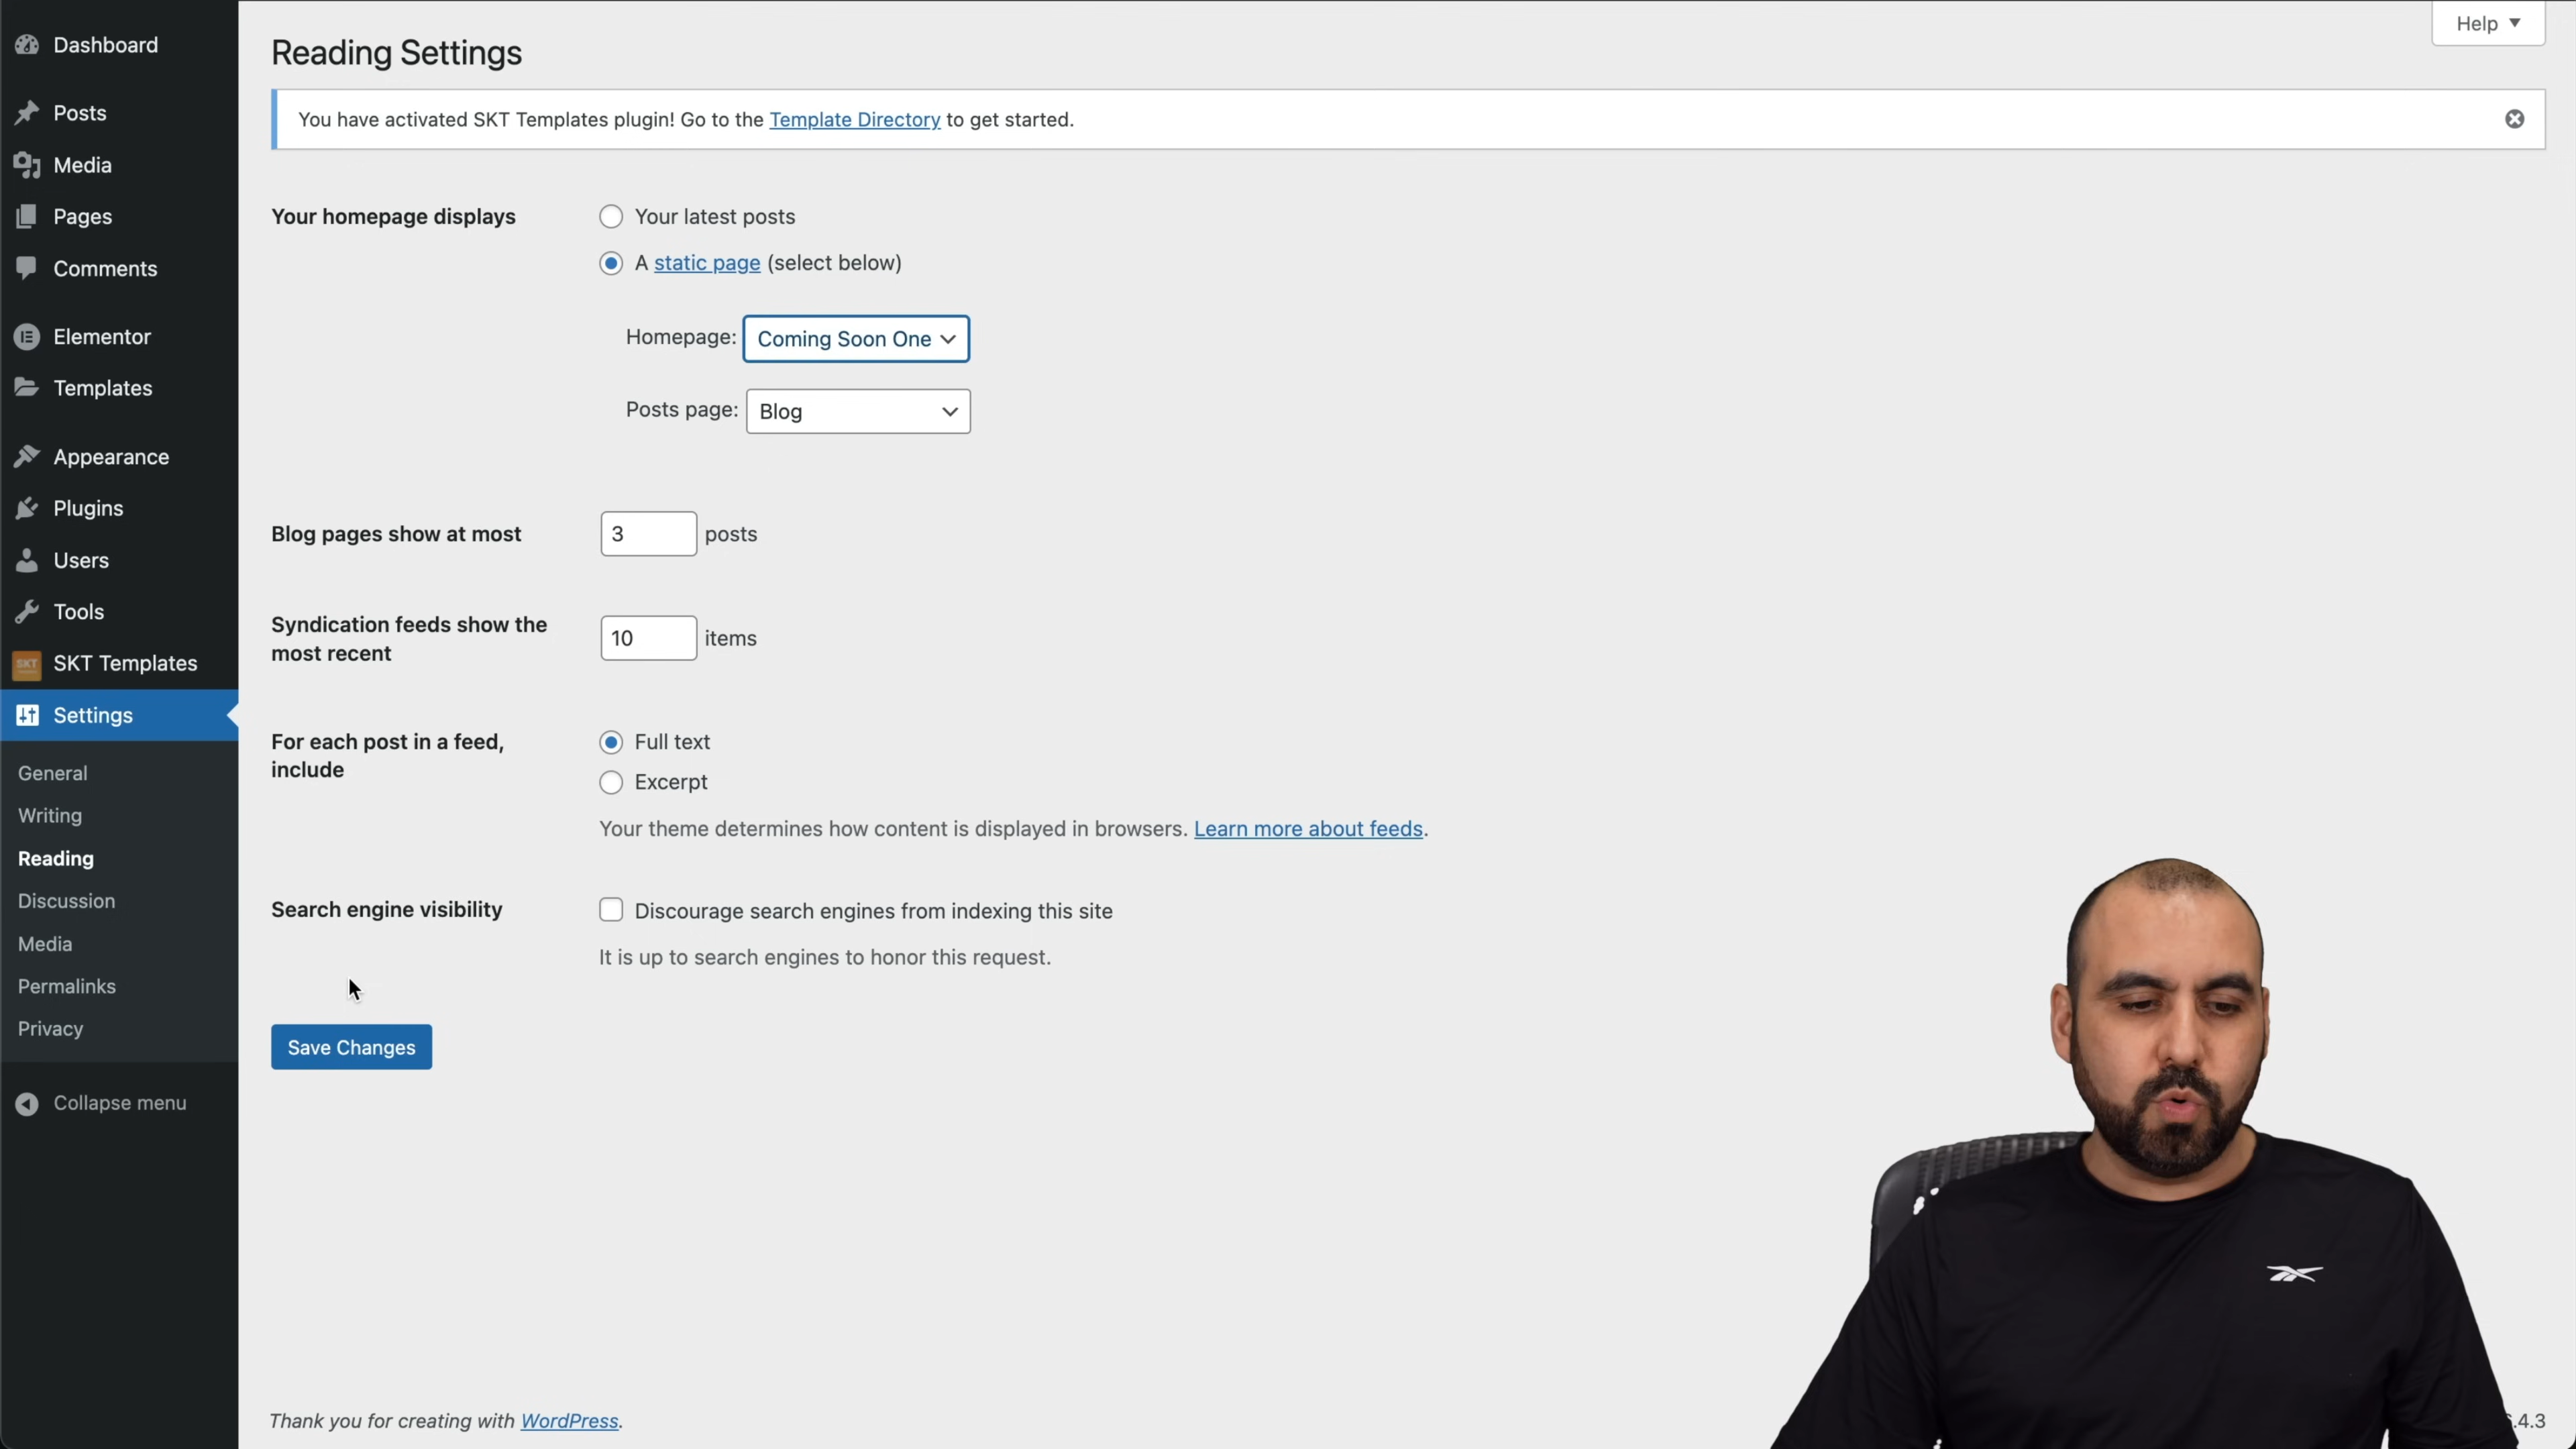 Dashboard
Posts
Media
Pages
Comments
Elementor
Templates
Appearance
Plugins
Users
Tools
SKT
SKT Templates
Settings
General
Writing
Reading
Discussion
Media
Permalinks
Privacy
Collapse menu
Help
Reading Settings
You have activated SKT Templates plugin! Go to the Template Directory to get started.
Your homepage displays
Your latest posts
A static page (select below)
Homepage: Coming Soon One
Posts page: Blog
Blog pages show at most
3 posts
Syndication feeds show the
most recent
10 items
For each post in a feed,
include
Full text
Excerpt
Your theme determines how content is displayed in browsers. Learn more about feeds.
Search engine visibility
Discourage search engines from indexing this site
It is up to search engines to honor this request.
Save Changes
Thank you for creating with WordPress.
.4.3